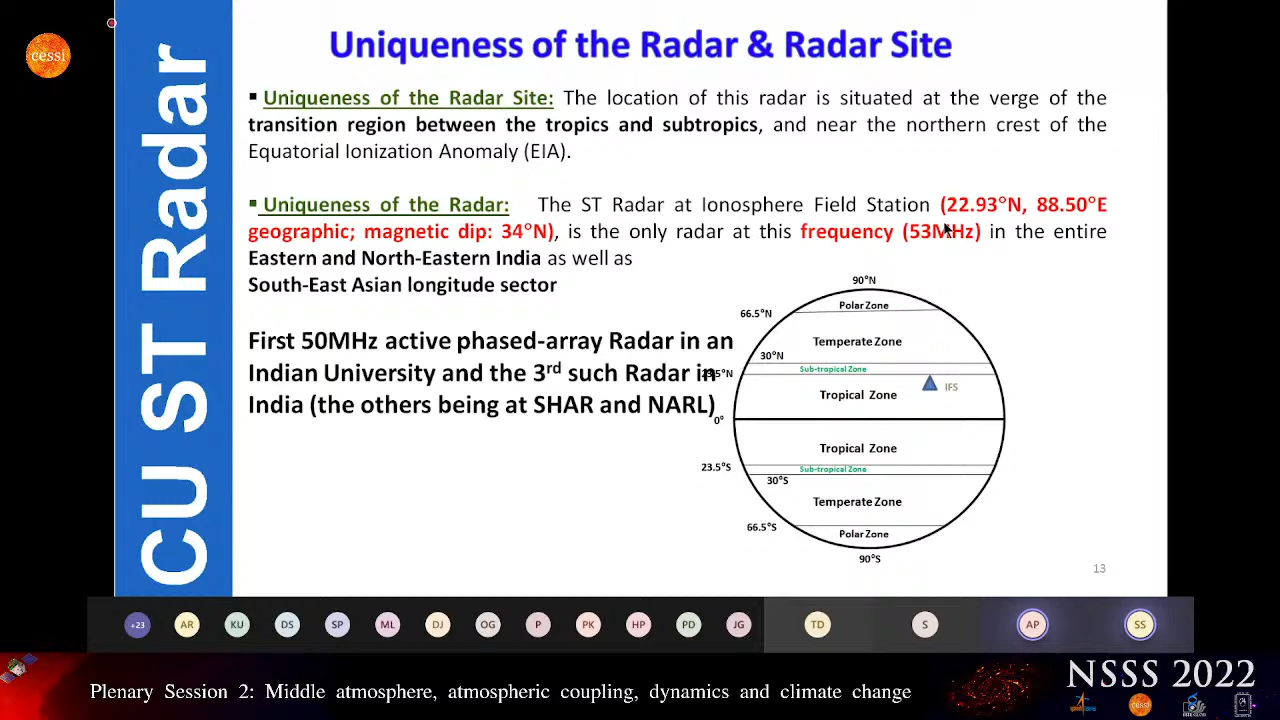 cessi
CU ST Radar
Uniqueness of the Radar & Radar Site
▪ Uniqueness of the Radar Site: The location of this radar is situated at the verge of the
transition region between the tropics and subtropics, and near the northern crest of the
Equatorial Ionization Anomaly (EIA).
▪ Uniqueness of the Radar: The ST Radar at Ionosphere Field Station (22.93°N, 88.50°E
geographic; magnetic dip: 34°N), is the only radar at this frequency (53MHz) in the entire
Eastern and North-Eastern India as well as
South-East Asian longitude sector
First 50MHz active phased-array Radar in an
Indian University and the 3rd such Radar in
India (the others being at SHAR and NARL)
90°N
Polar Zone
66.5°N
Temperate Zone
30°N
Sub-tropical Zone
23.5°N
IFS
Tropical Zone
0°
Tropical Zone
23.5°S
Sub-tropical Zone
30°S
Temperate Zone
66.5°S
Polar Zone
90°S
13
+23 AR KU DS SP ML DJ OG P PK HP PD JG TD S AP SS
Plenary Session 2: Middle atmosphere, atmospheric coupling, dynamics and climate change
NSSS 2022
cessi